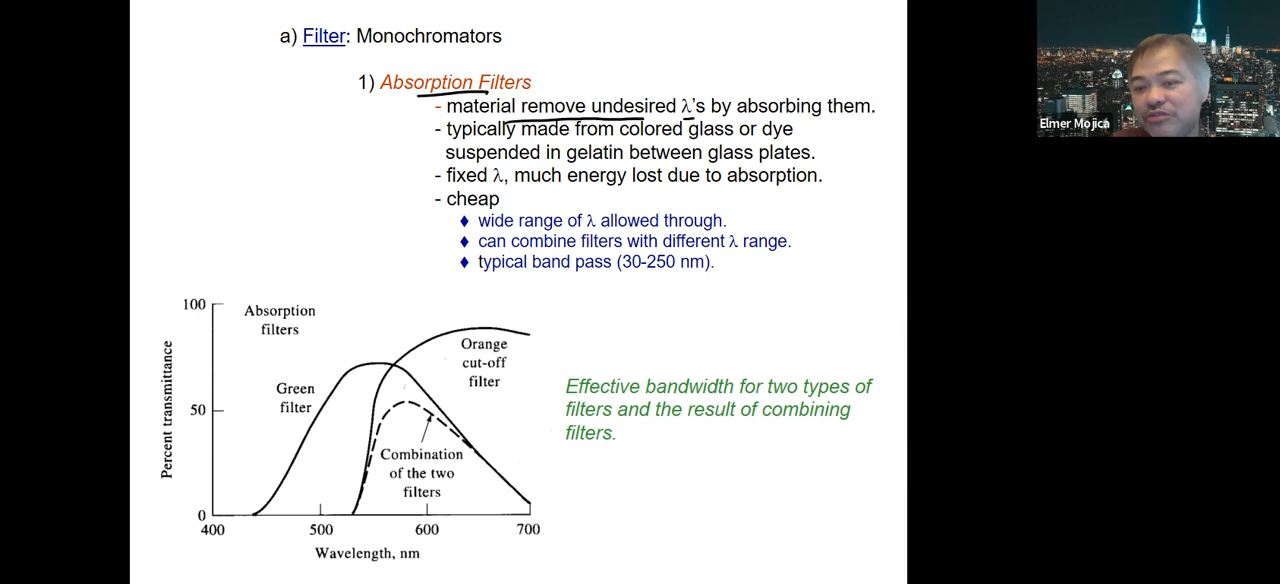 a) Filter: Monochromators
Elmer Mojica
1) Absorption Filters
- material remove undesired λ's by absorbing them.
- typically made from colored glass or dye
suspended in gelatin between glass plates.
- fixed λ, much energy lost due to absorption.
- cheap
♦ wide range of λ allowed through.
♦ can combine filters with different λ range.
♦ typical band pass (30-250 nm).
100
Absorption
filters
Orange
cut-off
filter
Green
filter
Percent transmittance
50
Effective bandwidth for two types of
filters and the result of combining
filters.
Combination
of the two
filters
0
400
500
600
700
Wavelength, nm